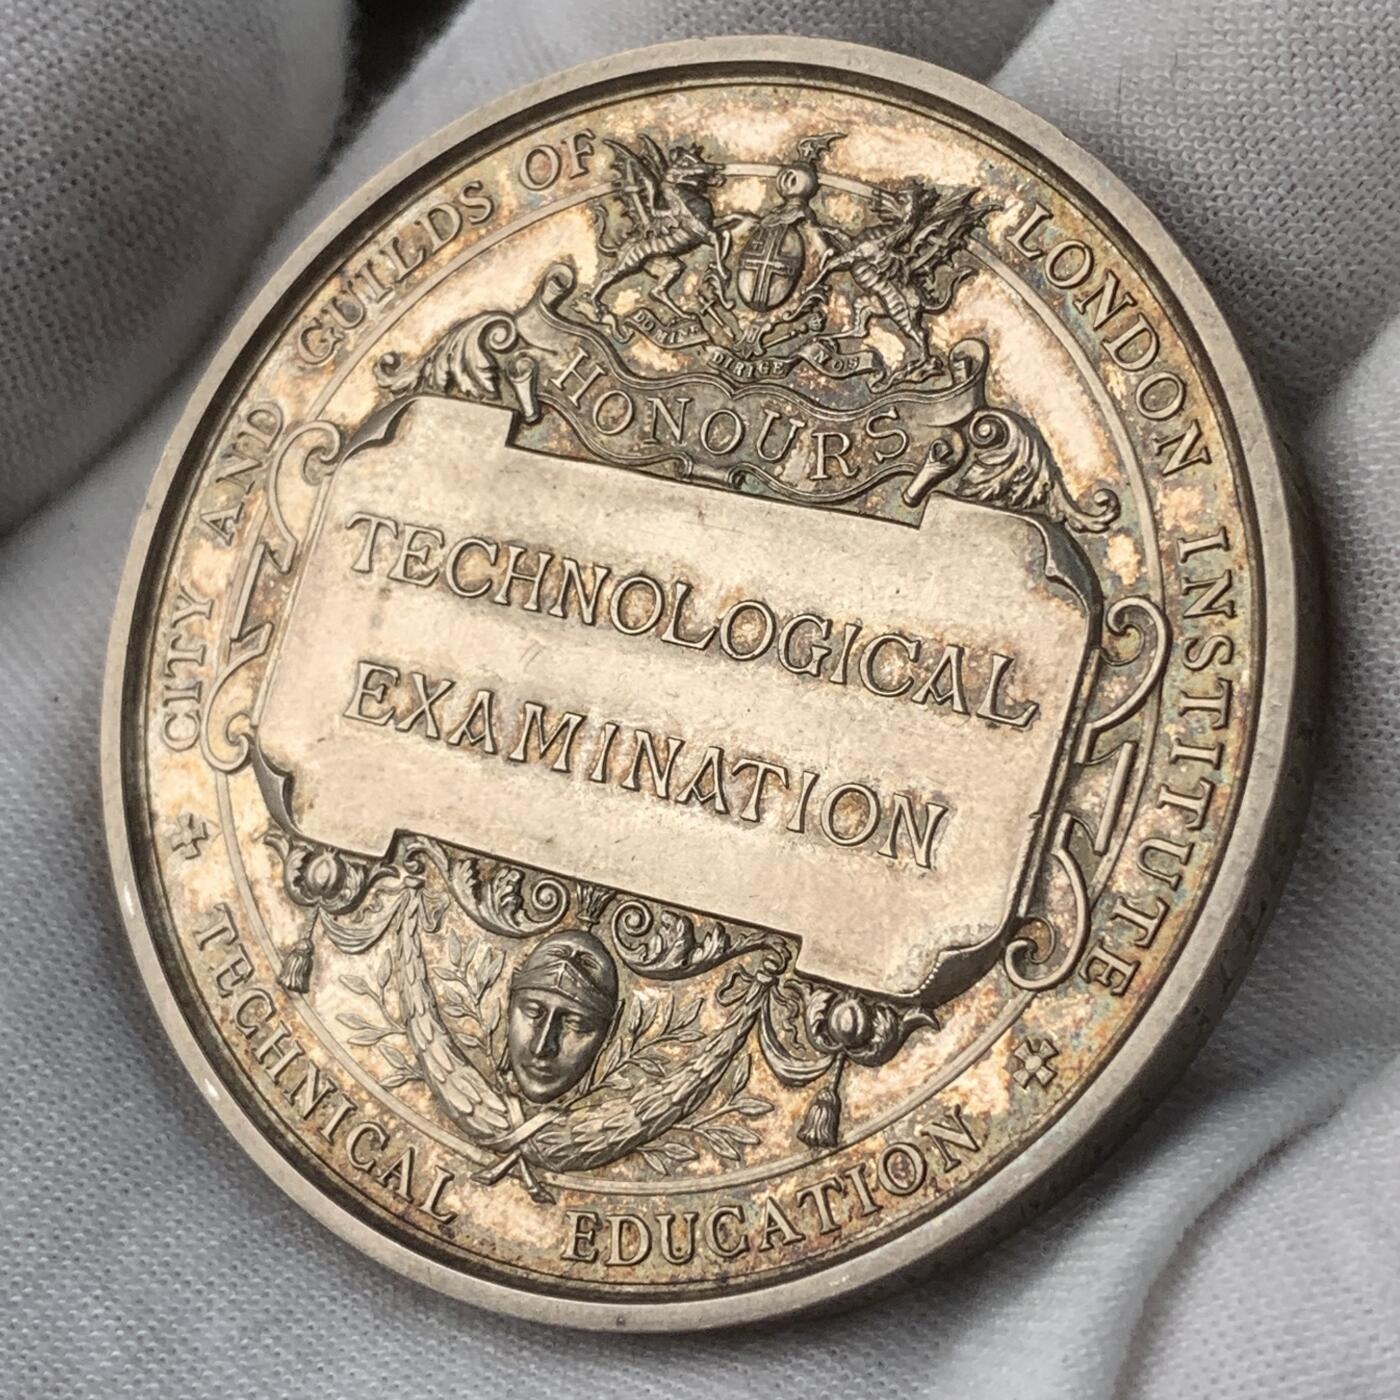 CITY AND GUILDS OF LONDON INSTITUTE
DOMINE DIRIGE NOS
HONOURS
TECHNOLOGICAL
EXAMINATION
TECHNICAL EDUCATION